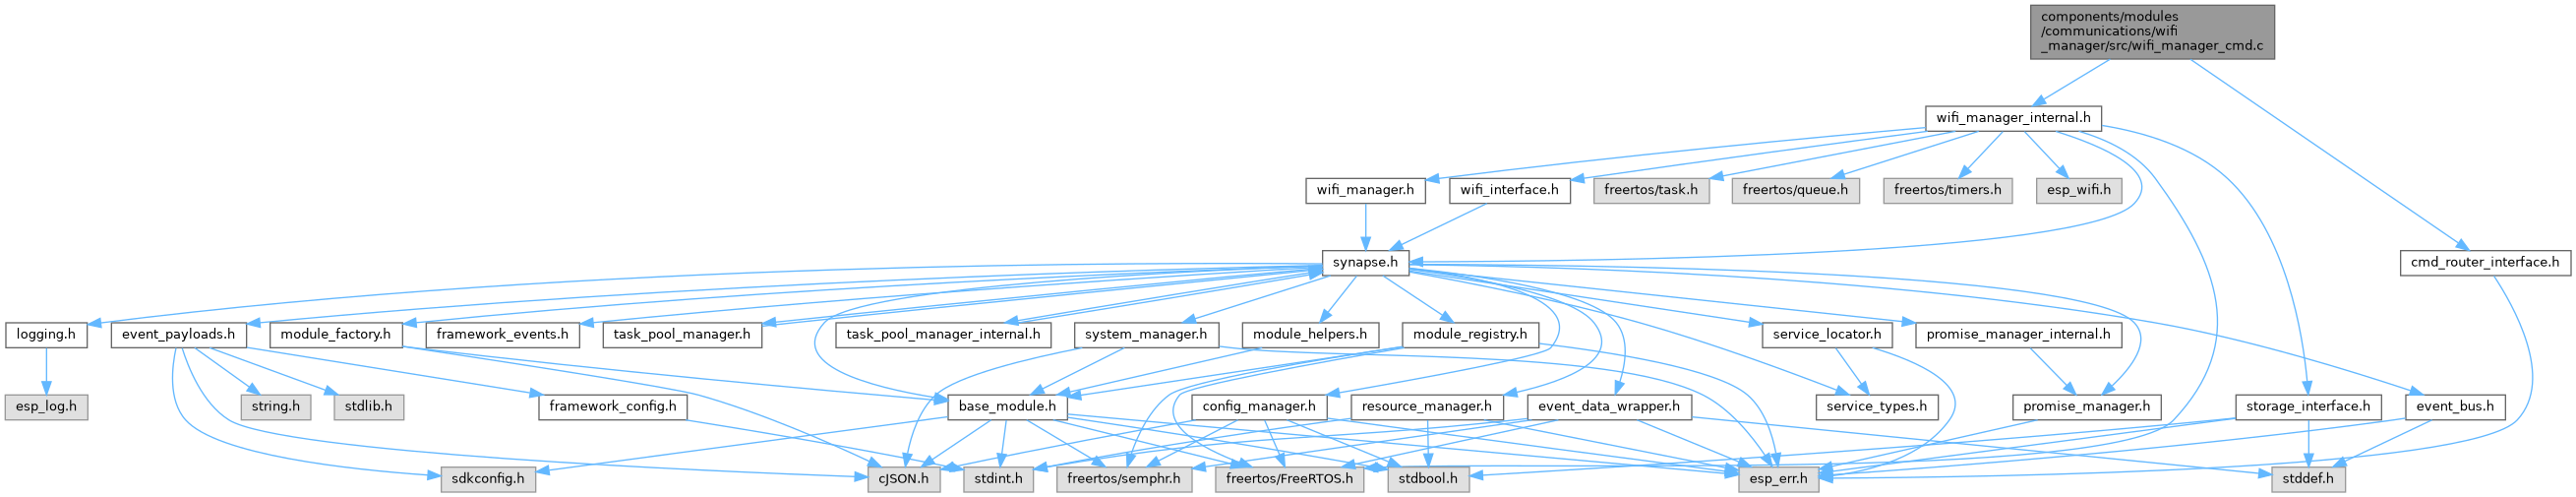 components/modules
/communications/wifi
_manager/src/wifi_manager_cmd.c
wifi_manager_internal.h
wifi_manager.h
wifi_interface.h
freertos/task.h
freertos/queue.h
freertos/timers.h
esp_wifi.h
synapse.h
cmd_router_interface.h
logging.h
event_payloads.h
module_factory.h
framework_events.h
task_pool_manager.h
task_pool_manager_internal.h
system_manager.h
module_helpers.h
module_registry.h
service_locator.h
promise_manager_internal.h
esp_log.h
string.h
stdlib.h
framework_config.h
base_module.h
config_manager.h
resource_manager.h
event_data_wrapper.h
service_types.h
promise_manager.h
storage_interface.h
event_bus.h
sdkconfig.h
cJSON.h
stdint.h
freertos/semphr.h
freertos/FreeRTOS.h
stdbool.h
esp_err.h
stddef.h